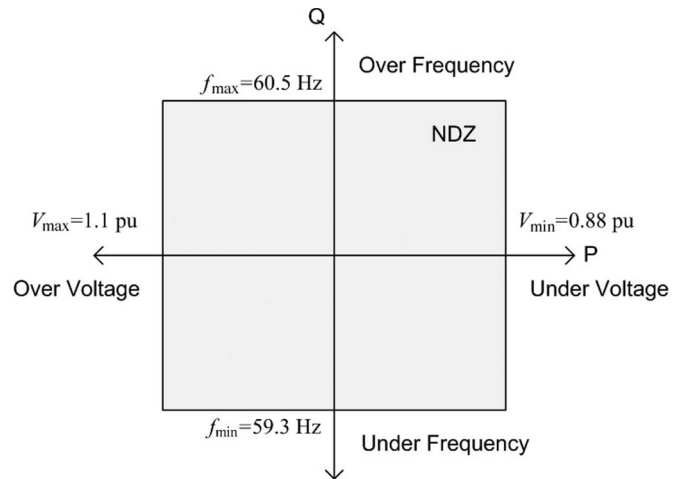 Q
Over Frequency
fmax=60.5 Hz
NDZ
Vmax=1.1 pu
Vmin=0.88 pu
P
Over Voltage
Under Voltage
fmin=59.3 Hz
Under Frequency